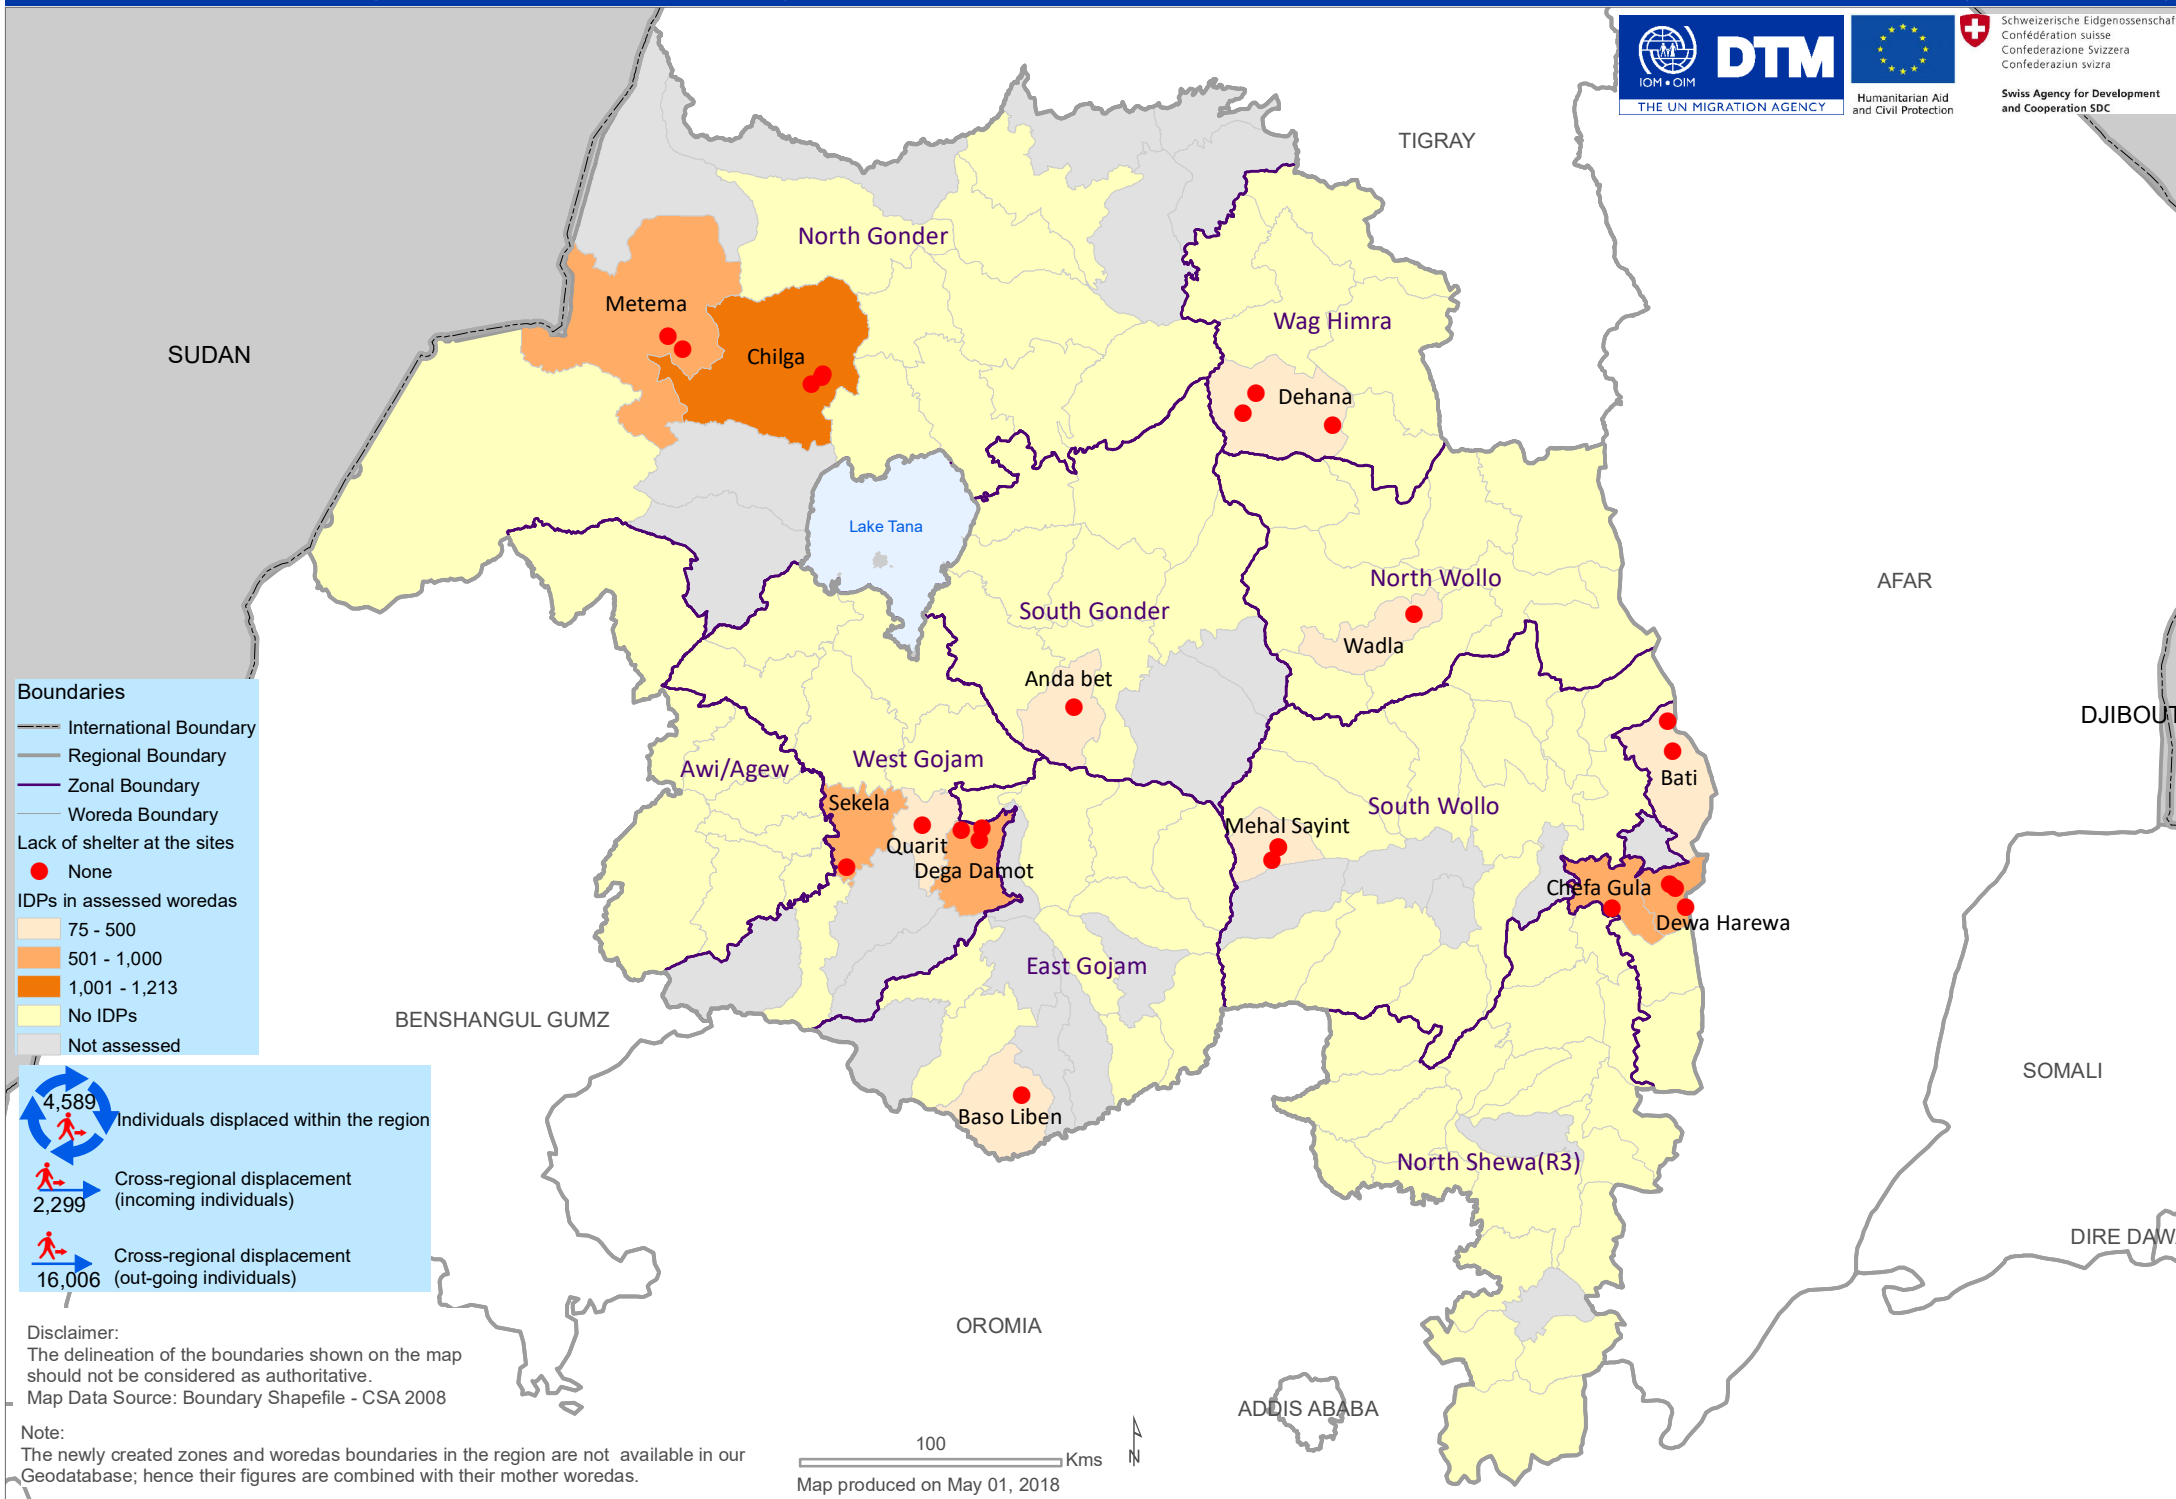 IOM • OIM
DTM
THE UN MIGRATION AGENCY
Humanitarian Aid
and Civil Protection
Schweizerische Eidgenossenschaf
Confédération suisse
Confederazione Svizzera
Confederaziun svizra
Swiss Agency for Development
and Cooperation SDC
TIGRAY
North Gonder
Metema
Wag Himra
SUDAN
Chilga
Dehana
Lake Tana
North Wollo
AFAR
South Gonder
Wadla
Anda bet
DJIBOUT
West Gojam
Awi/Agew
Bati
Sekela
South Wollo
Mehal Sayint
Quarit
Dega Damot
Chefa Gula
Dewa Harewa
East Gojam
BENSHANGUL GUMZ
SOMALI
Baso Liben
North Shewa(R3)
DIRE DAW
OROMIA
ADDIS ABABA
Boundaries
International Boundary
Regional Boundary
Zonal Boundary
Woreda Boundary
Lack of shelter at the sites
None
IDPs in assessed woredas
75 - 500
501 - 1,000
1,001 - 1,213
No IDPs
Not assessed
4,589
Individuals displaced within the region
Cross-regional displacement
(incoming individuals)
2,299
Cross-regional displacement
(out-going individuals)
16,006
Disclaimer:
The delineation of the boundaries shown on the map
should not be considered as authoritative.
Map Data Source: Boundary Shapefile - CSA 2008
Note:
The newly created zones and woredas boundaries in the region are not available in our
Geodatabase; hence their figures are combined with their mother woredas.
100
Kms
N
Map produced on May 01, 2018